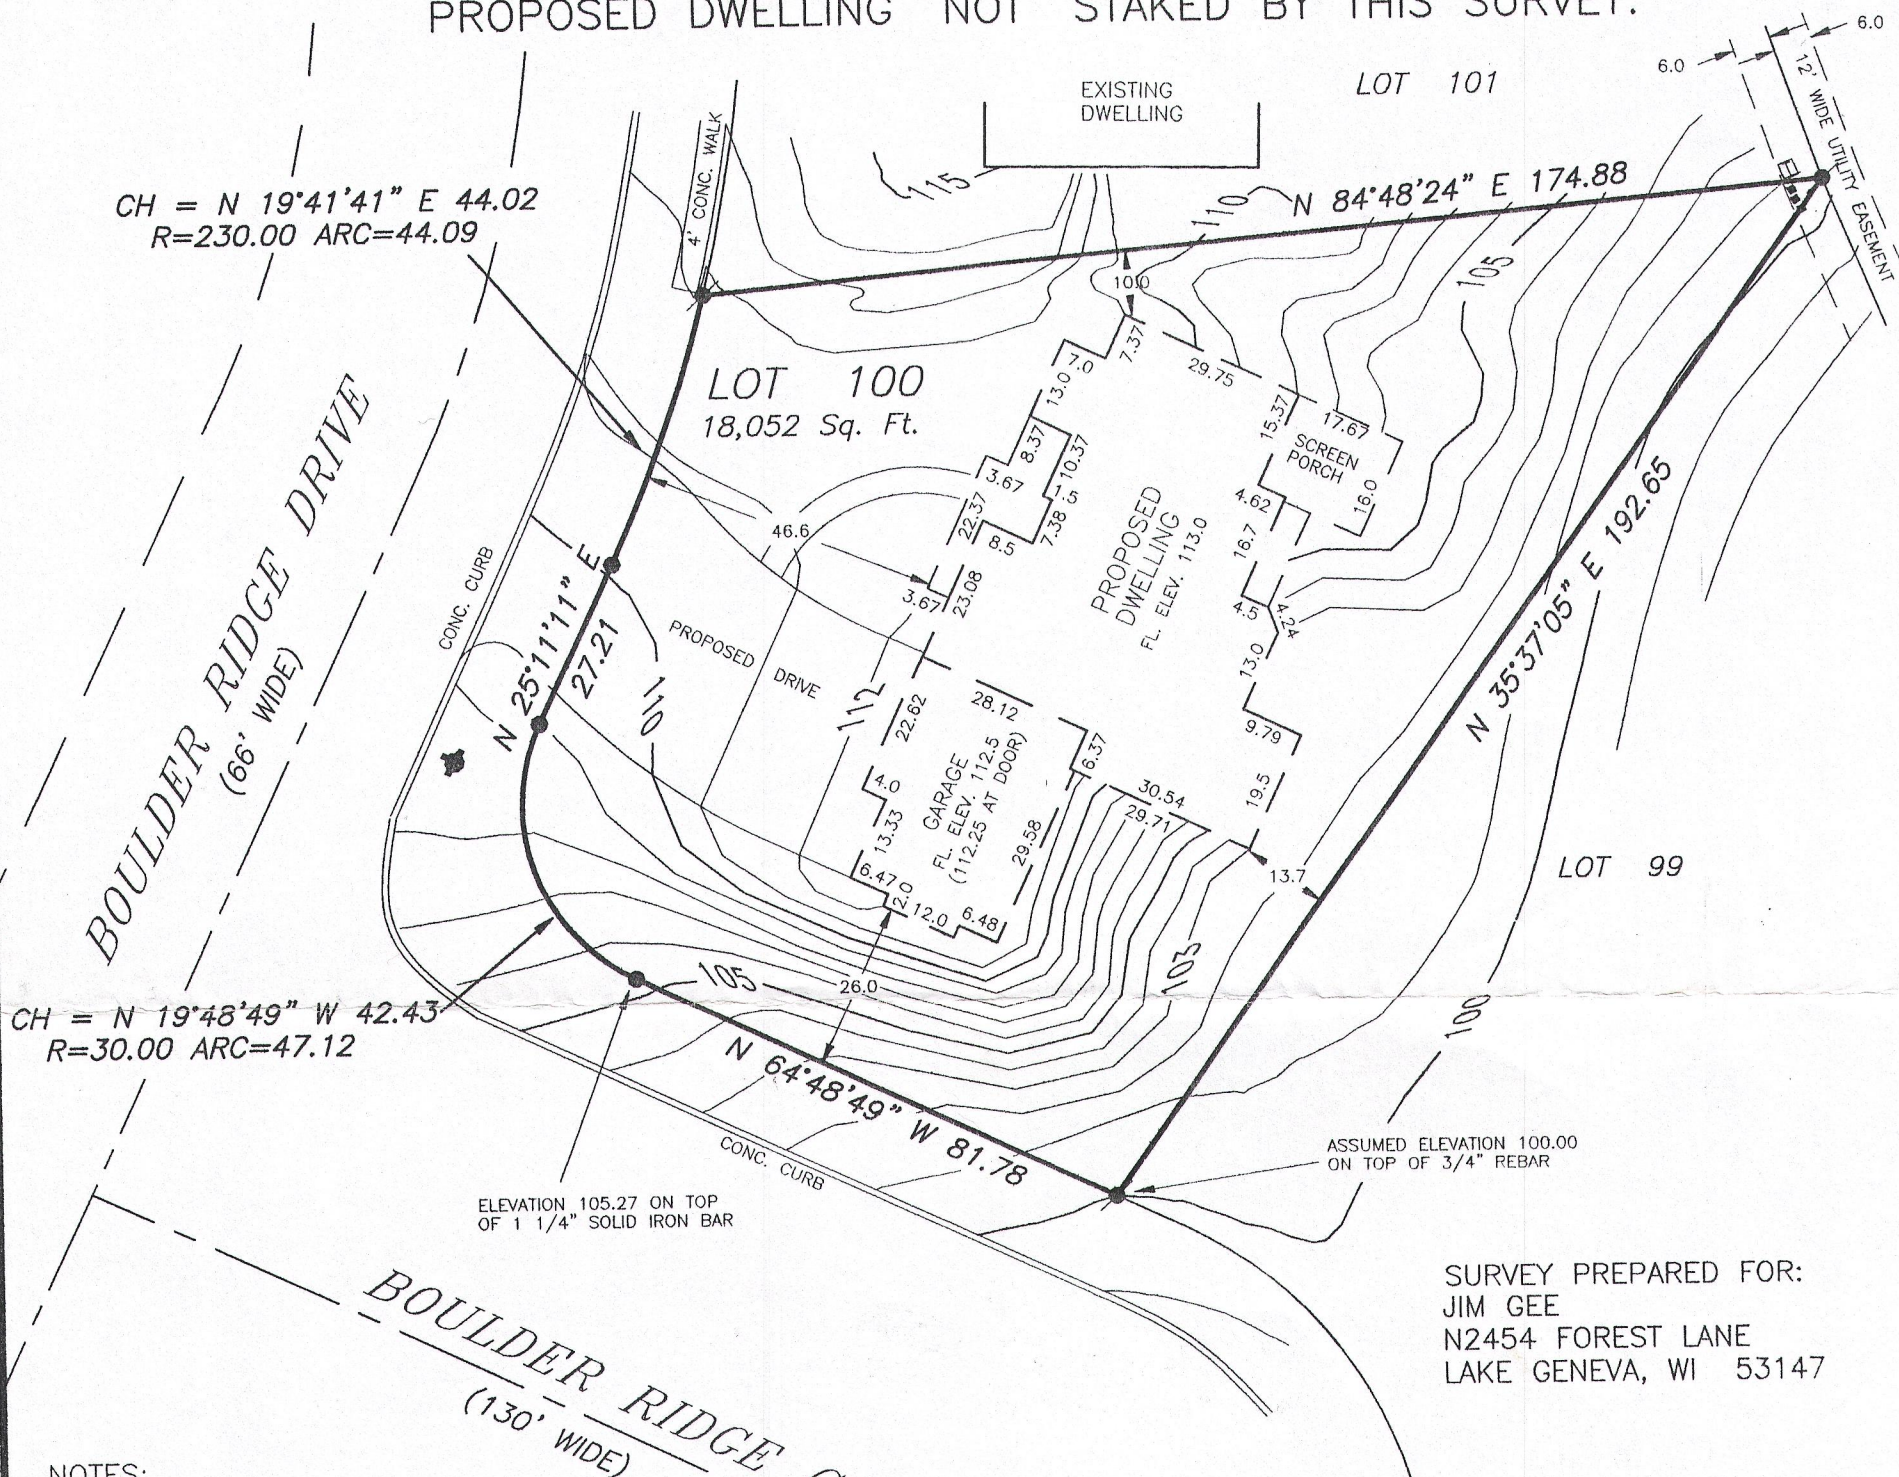 PROPOSED DWELLING NOT STAKED BY THIS SURVEY.
6.0
6.0
12' WIDE UTILITY EASEMENT
LOT 101
EXISTING
DWELLING
4' CONC. WALK
115
110
N 84°48'24" E 174.88
CH = N 19°41'41" E 44.02
R=230.00 ARC=44.09
105
10.0
LOT 100
18,052 Sq. Ft.
7.37
7.0
13.0
29.75
15.37
17.67
SCREEN
PORCH
16.0
8.37
10.37
3.67
1.5
22.37
8.5
7.38
4.62
16.7
46.6
3.67
23.08
4.5
4.24
13.0
9.79
19.5
PROPOSED
DWELLING
FL. ELEV. 113.0
BOULDER RIDGE DRIVE
(66' WIDE)
CONC. CURB
N 25°11'11" E
27.21
110
PROPOSED DRIVE
112
22.62
28.12
6.37
4.0
13.33
GARAGE
FL. ELEV. 112.5
(112.25 AT DOOR)
29.58
30.54
29.71
6.47
2.0
12.0
6.48
13.7
N 35°37'05" E 192.65
LOT 99
103
105
26.0
100
CH = N 19°48'49" W 42.43
R=30.00 ARC=47.12
N 64°48'49" W 81.78
CONC. CURB
ASSUMED ELEVATION 100.00
ON TOP OF 3/4" REBAR
ELEVATION 105.27 ON TOP
OF 1 1/4" SOLID IRON BAR
BOULDER RIDGE
(130' WIDE)
SURVEY PREPARED FOR:
JIM GEE
N2454 FOREST LANE
LAKE GENEVA, WI 53147
NOTES: